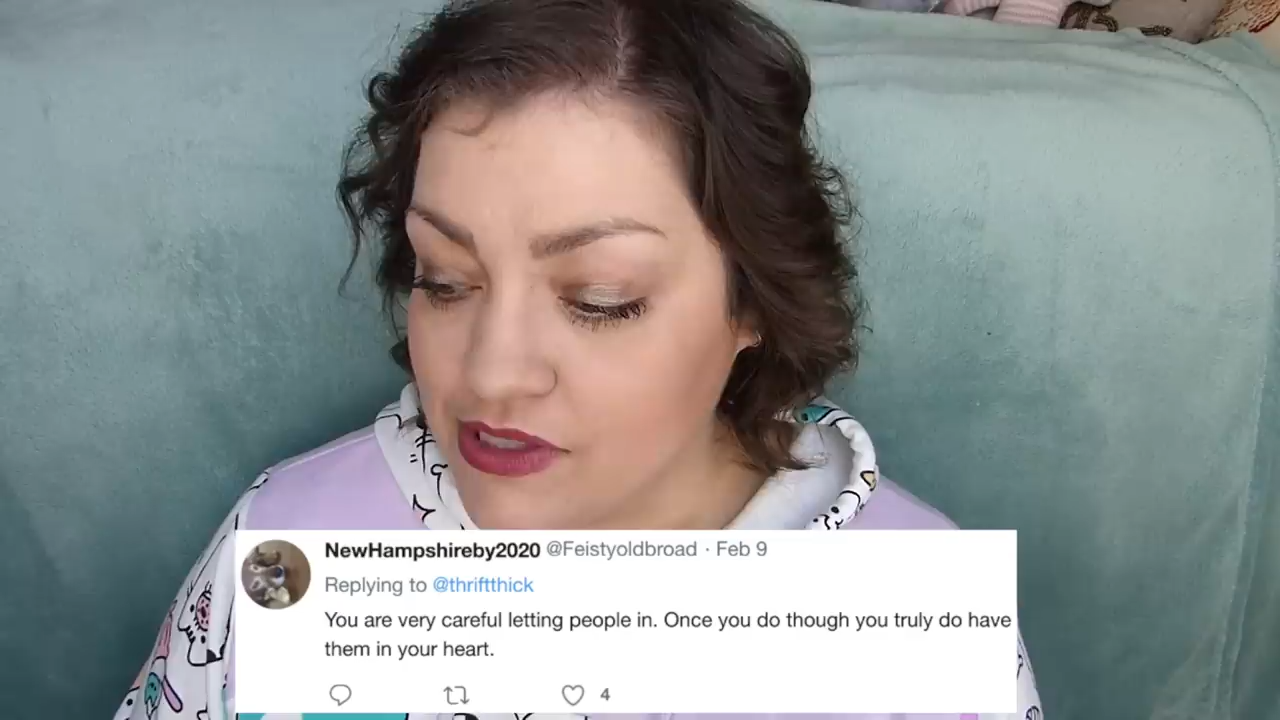 NewHampshireby2020 @Feistyoldbroad · Feb 9
Replying to @thriftthick
You are very careful letting people in. Once you do though you truly do have
them in your heart.
4